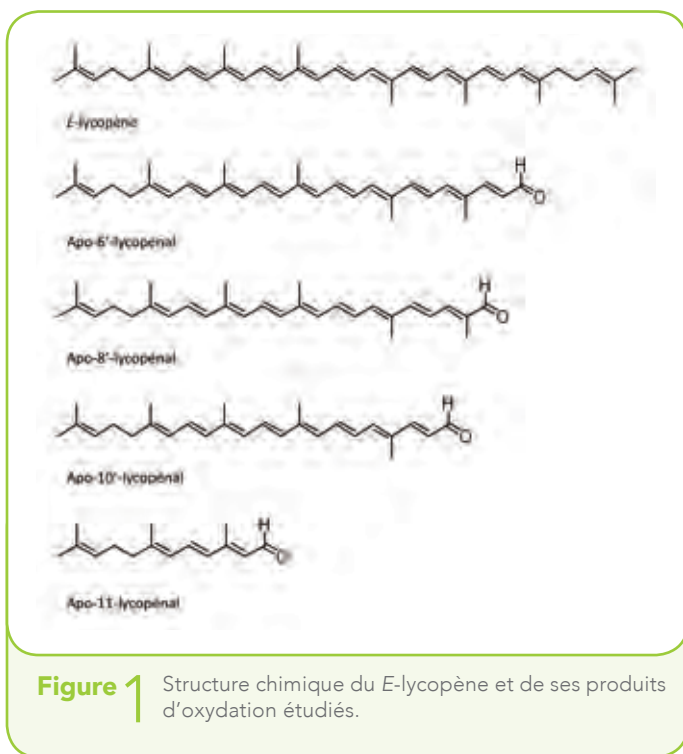 E-lycopène
H
O
Apo-6'-lycopénal
H
O
Apo-8'-lycopénal
H
O
Apo-10'-lycopénal
H
O
Apo-11-lycopénal
Figure 1 Structure chimique du E-lycopène et de ses produits
d'oxydation étudiés.